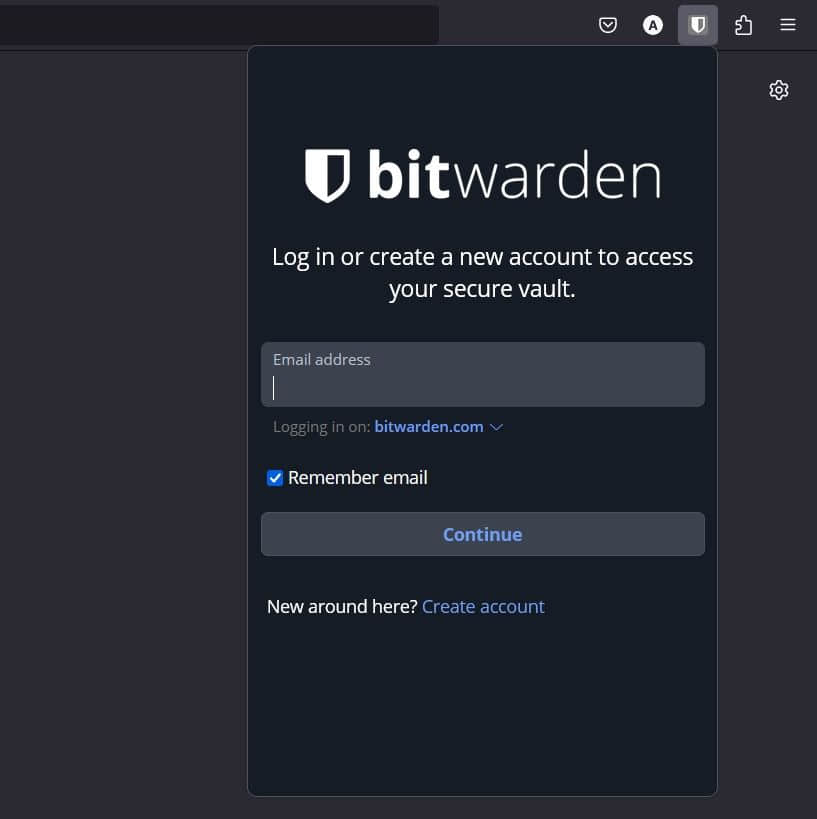 A
bitwarden
Log in or create a new account to access
your secure vault.
Email address
Logging in on: bitwarden.com
Remember email
Continue
New around here? Create account